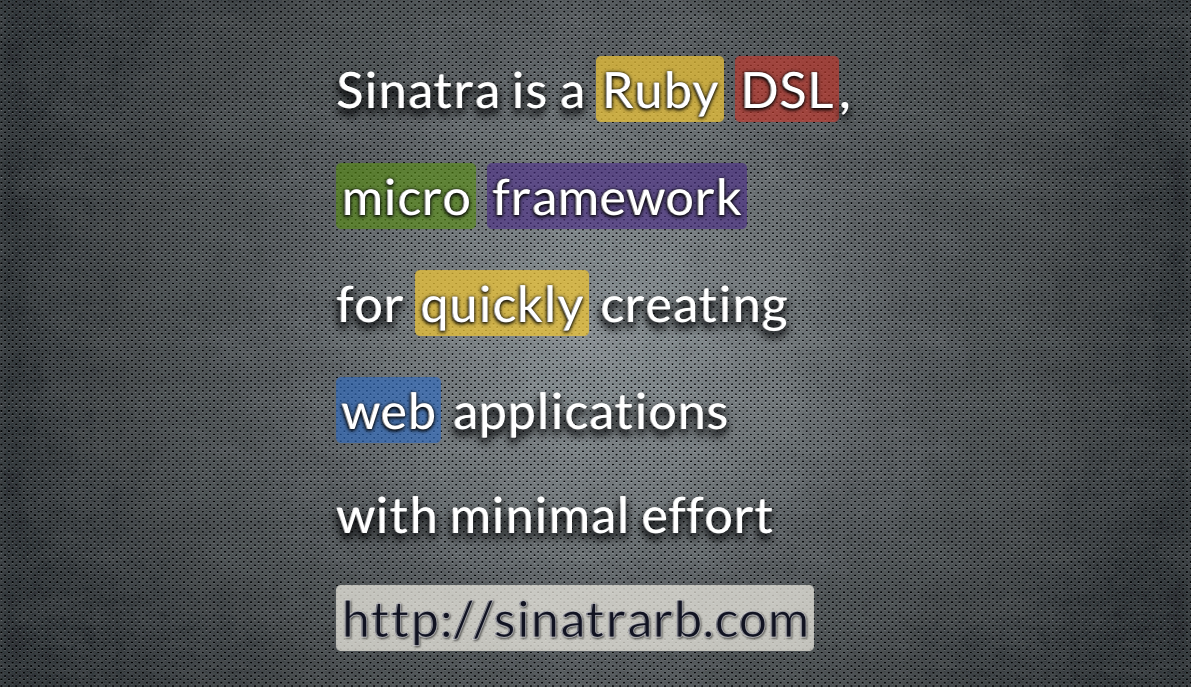 Sinatra is a Ruby DSL,
micro framework
for quickly creating
web applications
with minimal effort
http://sinatrarb.com